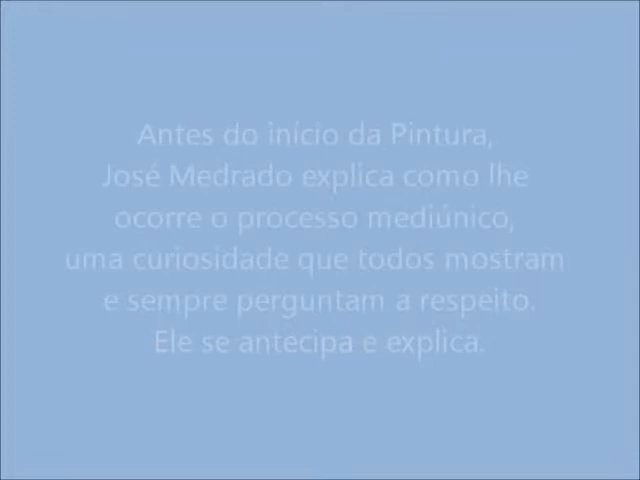 Antes do início da Pintura,
José Medrado explica como lhe
ocorre o processo mediúnico,
uma curiosidade que todos mostram
e sempre perguntam a respeito.
Ele se antecipa e explica.